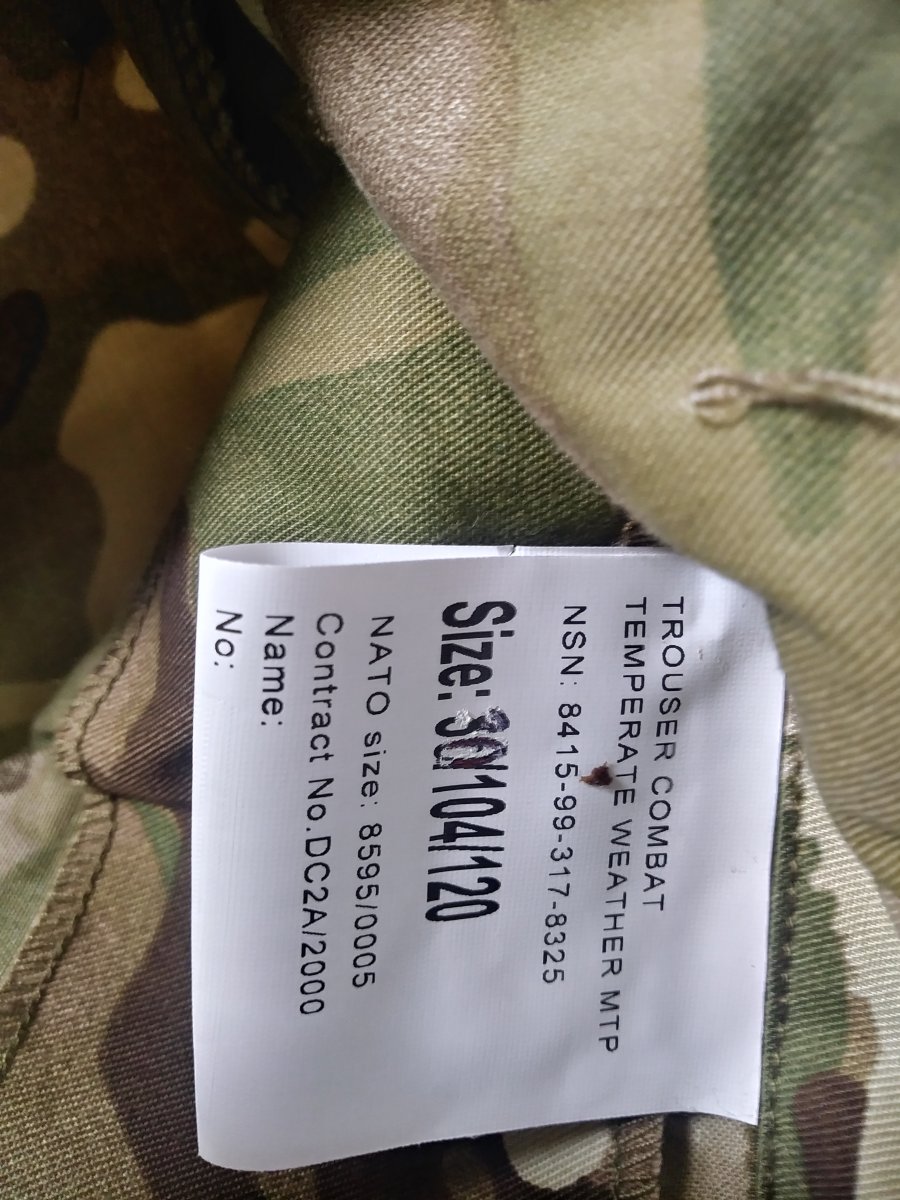 TROUSER COMBAT
TEMPERATE WEATHER MTP
NSN: 8415-99-317-8325
Size: /104/120
NATO size: 8595/0005
Contract No.DC2A/2000
Name:
No: